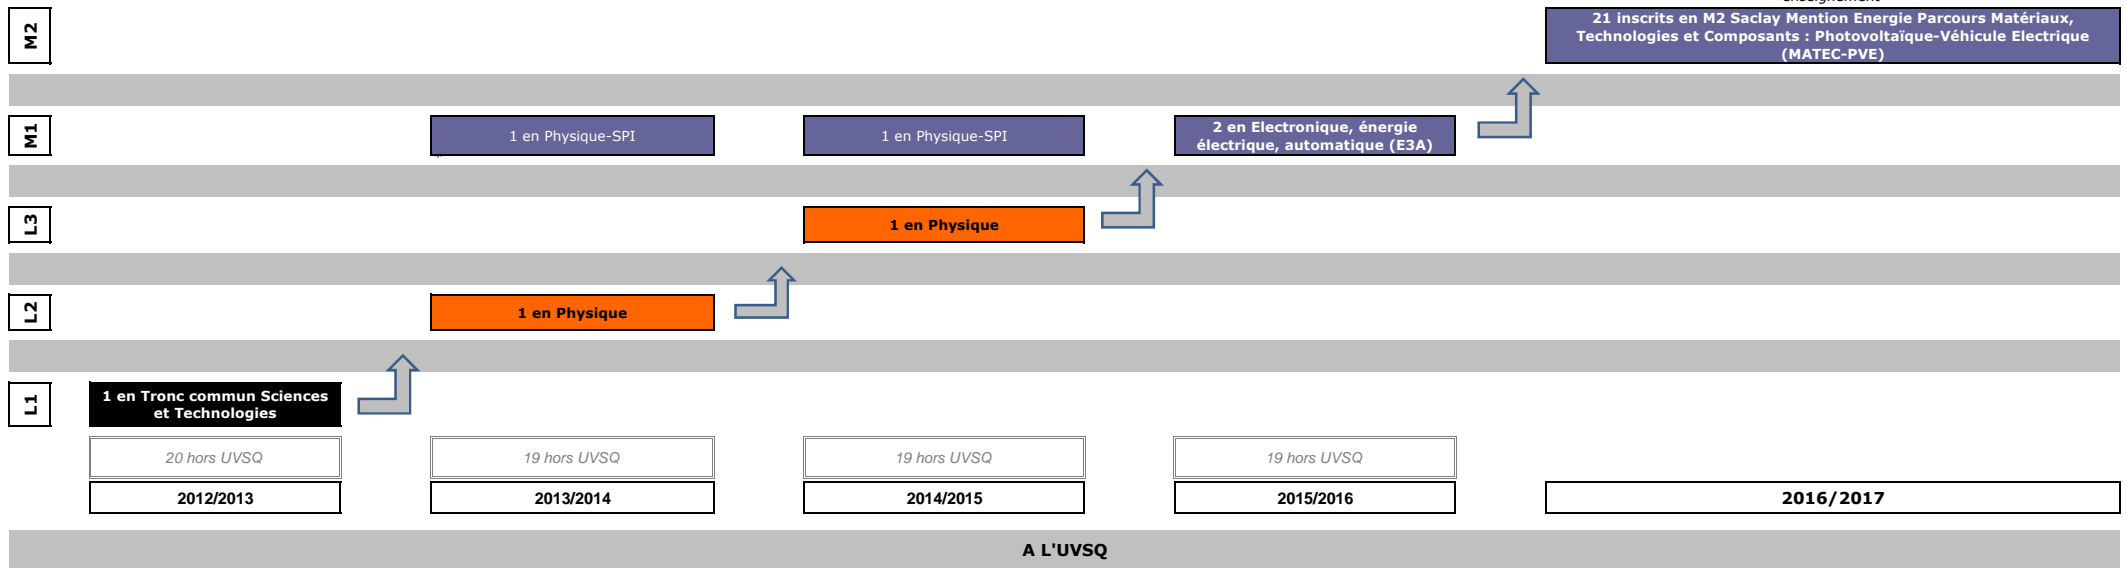 enseignement
M2
21 inscrits en M2 Saclay Mention Energie Parcours Matériaux,
Technologies et Composants : Photovoltaïque-Véhicule Electrique
(MATEC-PVE)
M1
1 en Physique-SPI
1 en Physique-SPI
2 en Electronique, énergie
électrique, automatique (E3A)
L3
1 en Physique
L2
1 en Physique
L1
1 en Tronc commun Sciences
et Technologies
20 hors UVSQ
19 hors UVSQ
19 hors UVSQ
19 hors UVSQ
2012/2013
2013/2014
2014/2015
2015/2016
2016/2017
A L'UVSQ